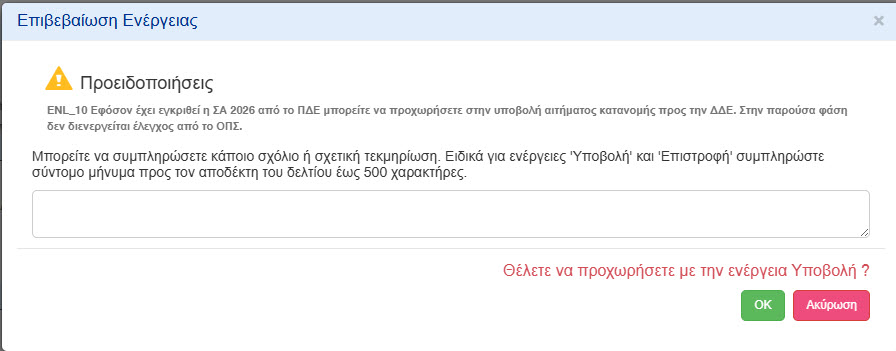 Επιβεβαίωση Ενέργειας ×
Προειδοποιήσεις
ENL_10 Εφόσον έχει εγκριθεί η ΣΑ 2026 από το ΠΔΕ μπορείτε να προχωρήσετε στην υποβολή αιτήματος κατανομής προς την ΔΔΕ. Στην παρούσα φάση
δεν διενεργείται έλεγχος από το ΟΠΣ.
Μπορείτε να συμπληρώσετε κάποιο σχόλιο ή σχετική τεκμηρίωση. Ειδικά για ενέργειες 'Υποβολή' και 'Επιστροφή' συμπληρώστε
σύντομο μήνυμα προς τον αποδέκτη του δελτίου έως 500 χαρακτήρες.
Θέλετε να προχωρήσετε με την ενέργεια Υποβολή ?
OK Ακύρωση